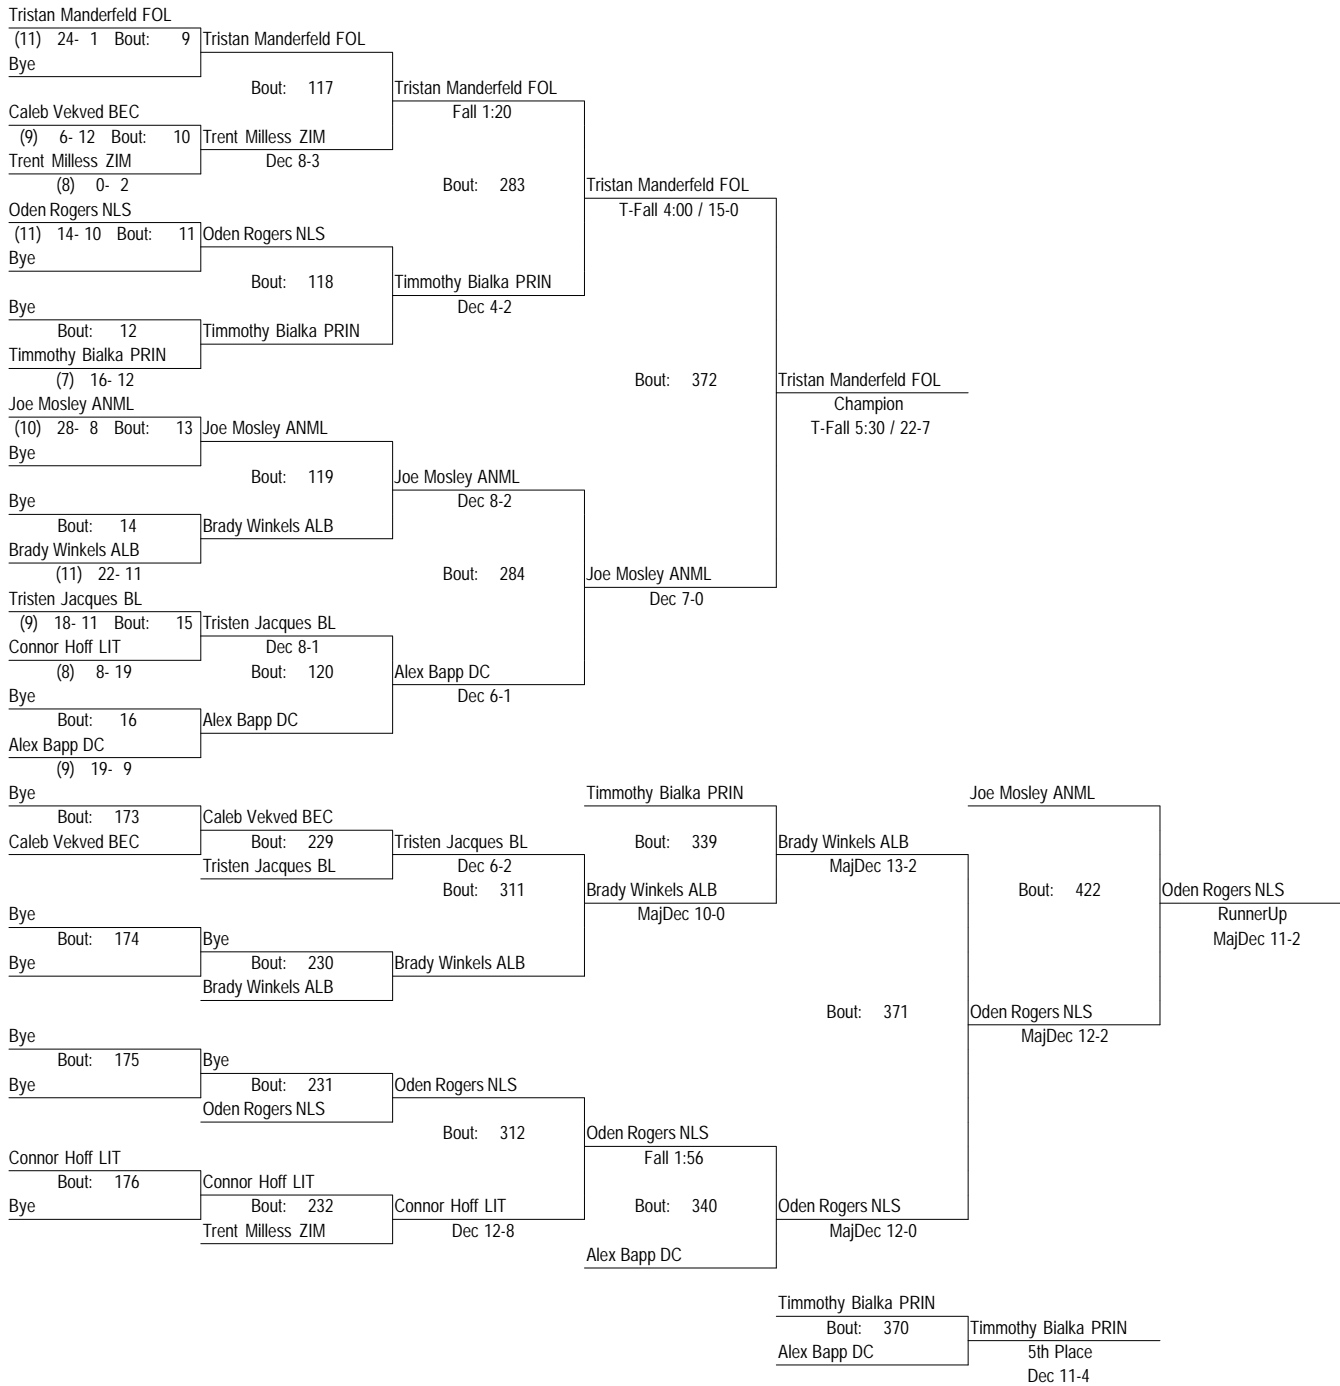 Tristan Manderfeld FOL
(11) 24- 1 Bout: 9 Tristan Manderfeld FOL
Bye
Bout: 117 Tristan Manderfeld FOL
Caleb Vekved BEC Fall 1:20
(9) 6- 12 Bout: 10 Trent Milless ZIM
Trent Milless ZIM Dec 8-3
(8) 0- 2 Bout: 283 Tristan Manderfeld FOL
Oden Rogers NLS T-Fall 4:00 / 15-0
(11) 14- 10 Bout: 11 Oden Rogers NLS
Bye
Bout: 118 Timmothy Bialka PRIN
Bye Dec 4-2
Bout: 12 Timmothy Bialka PRIN
Timmothy Bialka PRIN
(7) 16- 12 Bout: 372 Tristan Manderfeld FOL
Joe Mosley ANML Champion
(10) 28- 8 Bout: 13 Joe Mosley ANML T-Fall 5:30 / 22-7
Bye
Bout: 119 Joe Mosley ANML
Bye Dec 8-2
Bout: 14 Brady Winkels ALB
Brady Winkels ALB
(11) 22- 11 Bout: 284 Joe Mosley ANML
Tristen Jacques BL Dec 7-0
(9) 18- 11 Bout: 15 Tristen Jacques BL
Connor Hoff LIT Dec 8-1
(8) 8- 19 Bout: 120 Alex Bapp DC
Bye Dec 6-1
Bout: 16 Alex Bapp DC
Alex Bapp DC
(9) 19- 9
Bye Timmothy Bialka PRIN Joe Mosley ANML
Bout: 173 Caleb Vekved BEC
Caleb Vekved BEC Bout: 229 Tristen Jacques BL Bout: 339 Brady Winkels ALB
Tristen Jacques BL Dec 6-2 MajDec 13-2
Bout: 311 Brady Winkels ALB Bout: 422 Oden Rogers NLS
Bye MajDec 10-0 RunnerUp
Bout: 174 Bye MajDec 11-2
Bye Bout: 230 Brady Winkels ALB
Brady Winkels ALB
Bout: 371 Oden Rogers NLS
Bye MajDec 12-2
Bout: 175 Bye
Bye Bout: 231 Oden Rogers NLS
Oden Rogers NLS
Bout: 312 Oden Rogers NLS
Connor Hoff LIT Fall 1:56
Bout: 176 Connor Hoff LIT
Bye Bout: 232 Connor Hoff LIT Bout: 340 Oden Rogers NLS
Trent Milless ZIM Dec 12-8 MajDec 12-0
Alex Bapp DC
Timmothy Bialka PRIN
Bout: 370 Timmothy Bialka PRIN
Alex Bapp DC 5th Place
Dec 11-4